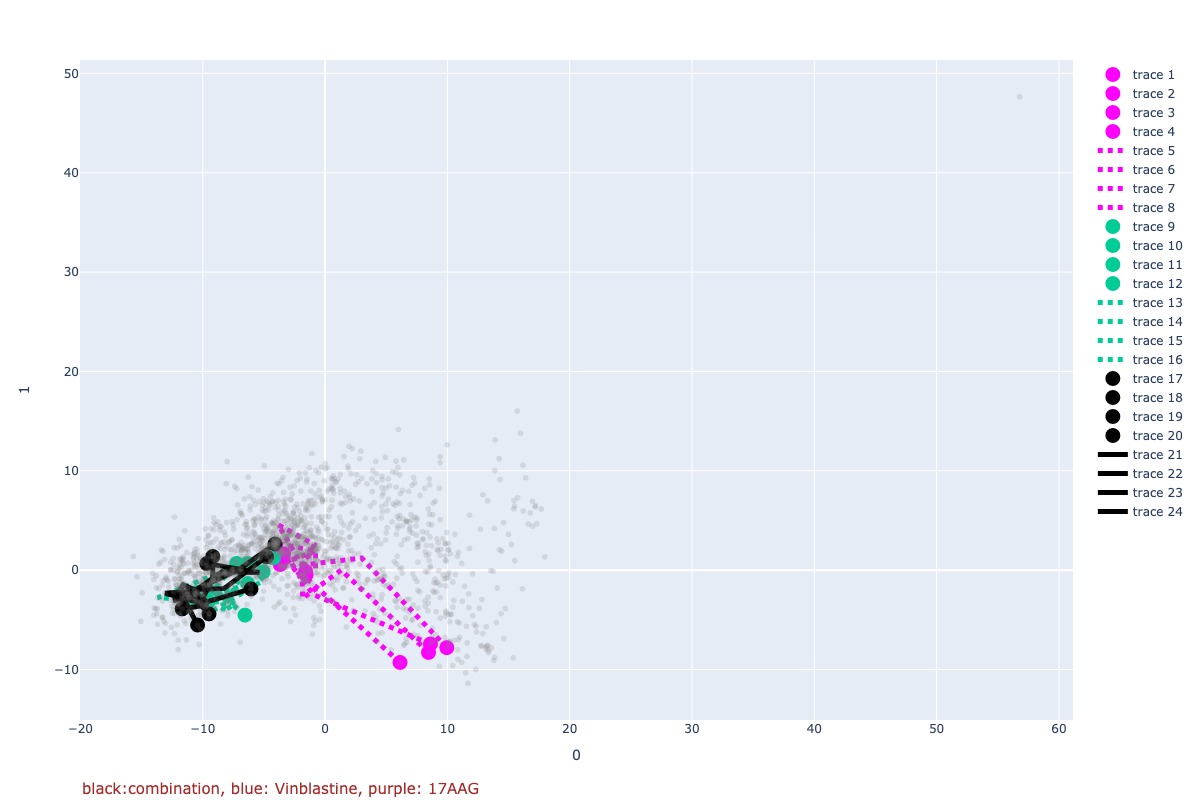 50
40
30
20
10
0
−10
−20
−10
0
10
20
30
40
50
60
0
1
trace 1
trace 2
trace 3
trace 4
trace 5
trace 6
trace 7
trace 8
trace 9
trace 10
trace 11
trace 12
trace 13
trace 14
trace 15
trace 16
trace 17
trace 18
trace 19
trace 20
trace 21
trace 22
trace 23
trace 24
black:combination, blue: Vinblastine, purple: 17AAG